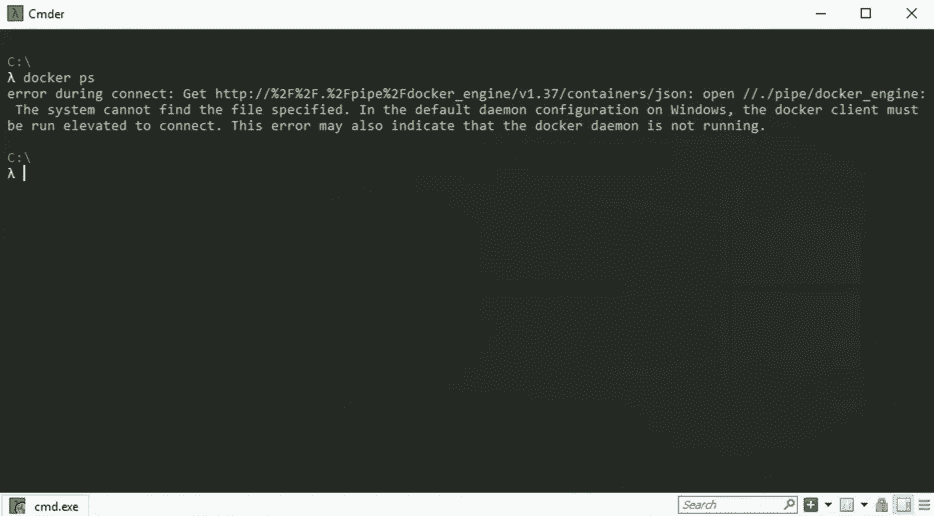 Cmder
C:\
λ docker ps
error during connect: Get http://%2F%2F.%2Fpipe%2Fdocker_engine/v1.37/containers/json: open //./pipe/docker_engine:
The system cannot find the file specified. In the default daemon configuration on Windows, the docker client must
be run elevated to connect. This error may also indicate that the docker daemon is not running.
C:\
λ
cmd.exe Search